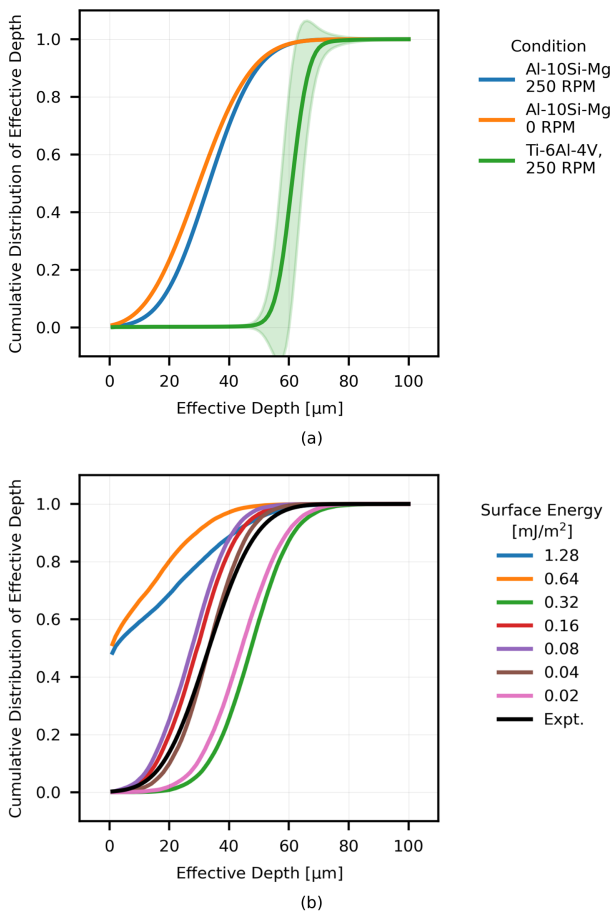 Cumulative Distribution of Effective Depth
1.0
0.8
0.6
0.4
0.2
0.0
0 20 40 60 80 100
Effective Depth [μm]
Condition
Al-10Si-Mg
250 RPM
Al-10Si-Mg
0 RPM
Ti-6Al-4V,
250 RPM
(a)
Cumulative Distribution of Effective Depth
1.0
0.8
0.6
0.4
0.2
0.0
0 20 40 60 80 100
Effective Depth [μm]
Surface Energy
[mJ/m²]
1.28
0.64
0.32
0.16
0.08
0.04
0.02
Expt.
(b)